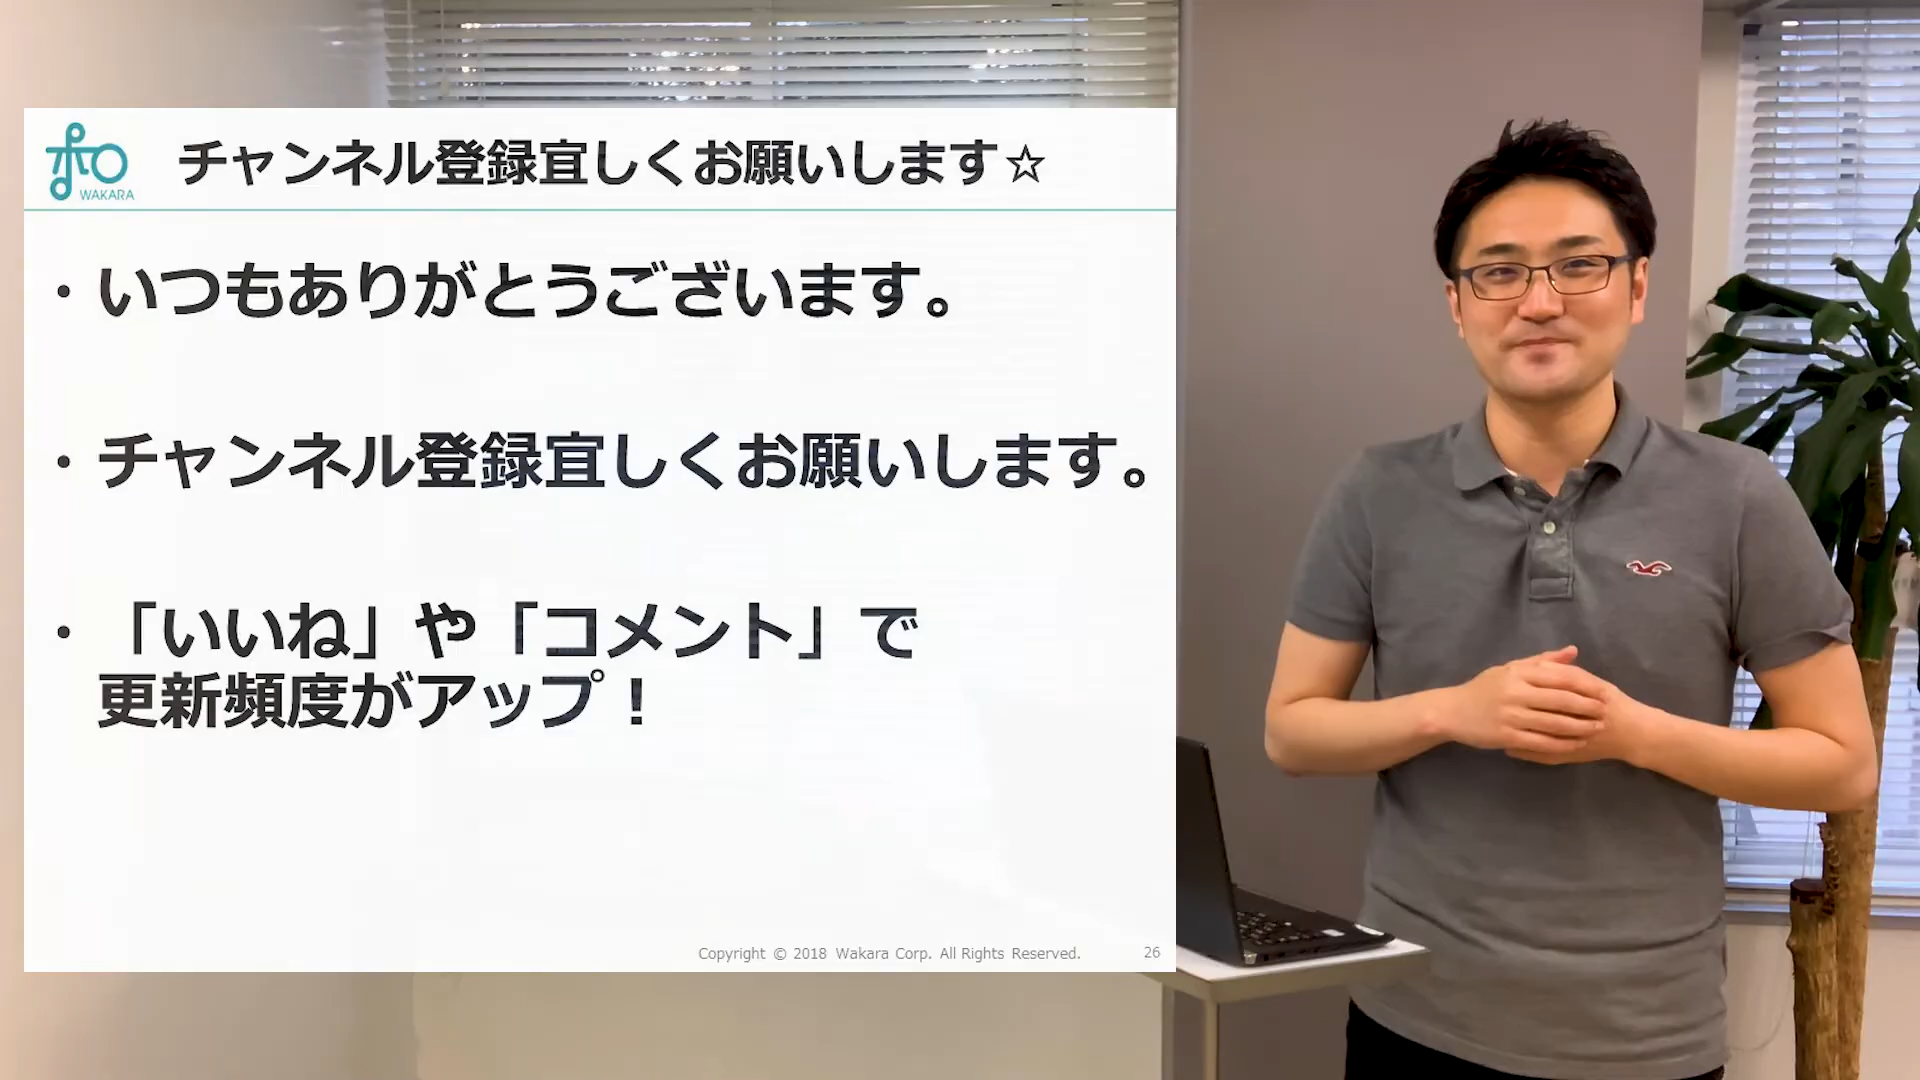 WAKARA
チャンネル登録宜しくお願いします☆
・いつもありがとうございます。
・チャンネル登録宜しくお願いします。
・「いいね」や「コメント」で
更新頻度がアップ！
Copyright © 2018 Wakara Corp. All Rights Reserved.
26